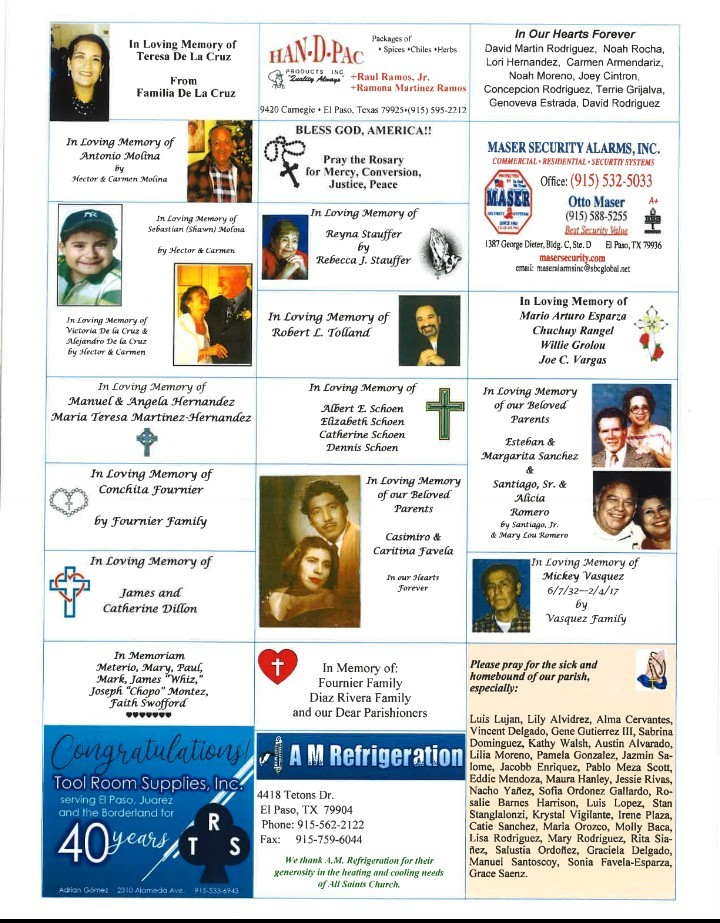 In Loving Memory of
Teresa De La Cruz
From
Familia De La Cruz
HAN-D-PAC
PRODUCTS, INC.
"Quality Always"
Packages of
• Spices •Chiles •Herbs
+Raul Ramos, Jr.
+Ramona Martinez Ramos
9420 Carnegie • El Paso, Texas 79925•(915) 595-2212
In Our Hearts Forever
David Martin Rodriguez, Noah Rocha,
Lori Hernandez, Carmen Armendariz,
Noah Moreno, Joey Cintron,
Concepcion Rodriguez, Terrie Grijalva,
Genoveva Estrada, David Rodriguez
In Loving Memory of
Antonio Molina
by
Hector & Carmen Molina
BLESS GOD, AMERICA!!
Pray the Rosary
for Mercy, Conversion,
Justice, Peace
MASER SECURITY ALARMS, INC.
COMMERCIAL • RESIDENTIAL • SECURTIY SYSTEMS
MASER
Office: (915) 532-5033
Otto Maser
(915) 588-5255
Best Security Value
A+
BBB
1387 George Dieter, Bldg. C, Ste. D El Paso, TX 79936
masersecurity.com
email: maseralarmsinc@sbcglobal.net
In Loving Memory of
Sebastian (Shawn) Molina
by Hector & Carmen
In Loving Memory of
Victoria De la Cruz &
Alejandro De la Cruz
by Hector & Carmen
In Loving Memory of
Reyna Stauffer
by
Rebecca J. Stauffer
In Loving Memory of
Robert L. Tolland
In Loving Memory of
Mario Arturo Esparza
Chuchuy Rangel
Willie Grolou
Joe C. Vargas
In Loving Memory of
Manuel & Angela Hernandez
Maria Teresa Martinez-Hernandez
In Loving Memory of
Albert E. Schoen
Elizabeth Schoen
Catherine Schoen
Dennis Schoen
In Loving Memory
of our Beloved
Parents
Esteban &
Margarita Sanchez
&
Santiago, Sr. &
Alicia
Romero
by Santiago, Jr.
& Mary Lou Romero
In Loving Memory of
Conchita Fournier
by Fournier Family
In Loving Memory
of our Beloved
Parents
Casimiro &
Caritina Favela
In our Hearts
Forever
In Loving Memory of
James and
Catherine Dillon
In Loving Memory of
Mickey Vasquez
6/7/32—2/4/17
by
Vasquez Family
In Memoriam
Meterio, Mary, Paul,
Mark, James "Whiz,"
Joseph "Chopo" Montez,
Faith Swofford
♥♥♥♥♥♥♥
In Memory of:
Fournier Family
Diaz Rivera Family
and our Dear Parishioners
Please pray for the sick and
homebound of our parish,
especially:
Luis Lujan, Lily Alvidrez, Alma Cervantes,
Vincent Delgado, Gene Gutierrez III, Sabrina
Dominguez, Kathy Walsh, Austin Alvarado,
Lilia Moreno, Pamela Gonzalez, Jazmin Sa-
lome, Jacobb Enriquez, Pablo Meza Scott,
Eddie Mendoza, Maura Hanley, Jessie Rivas,
Nacho Yañez, Sofia Ordonez Gallardo, Ro-
salie Barnes Harrison, Luis Lopez, Stan
Stanglalonzi, Krystal Vigilante, Irene Plaza,
Catie Sanchez, Maria Orozco, Molly Baca,
Lisa Rodriguez, Mary Rodriguez, Rita Sia-
ñez, Salustia Ordoñez, Graciela Delgado,
Manuel Santoscoy, Sonia Favela-Esparza,
Grace Saenz.
Congratulations!
Tool Room Supplies, Inc.
serving El Paso, Juarez
and the Borderland for
40 years
T R S
Adrian Gómez 2310 Alameda Ave. 915-533-6943
A M Refrigeration
4418 Tetons Dr.
El Paso, TX 79904
Phone: 915-562-2122
Fax: 915-759-6044
We thank A.M. Refrigeration for their
generosity in the heating and cooling needs
of All Saints Church.